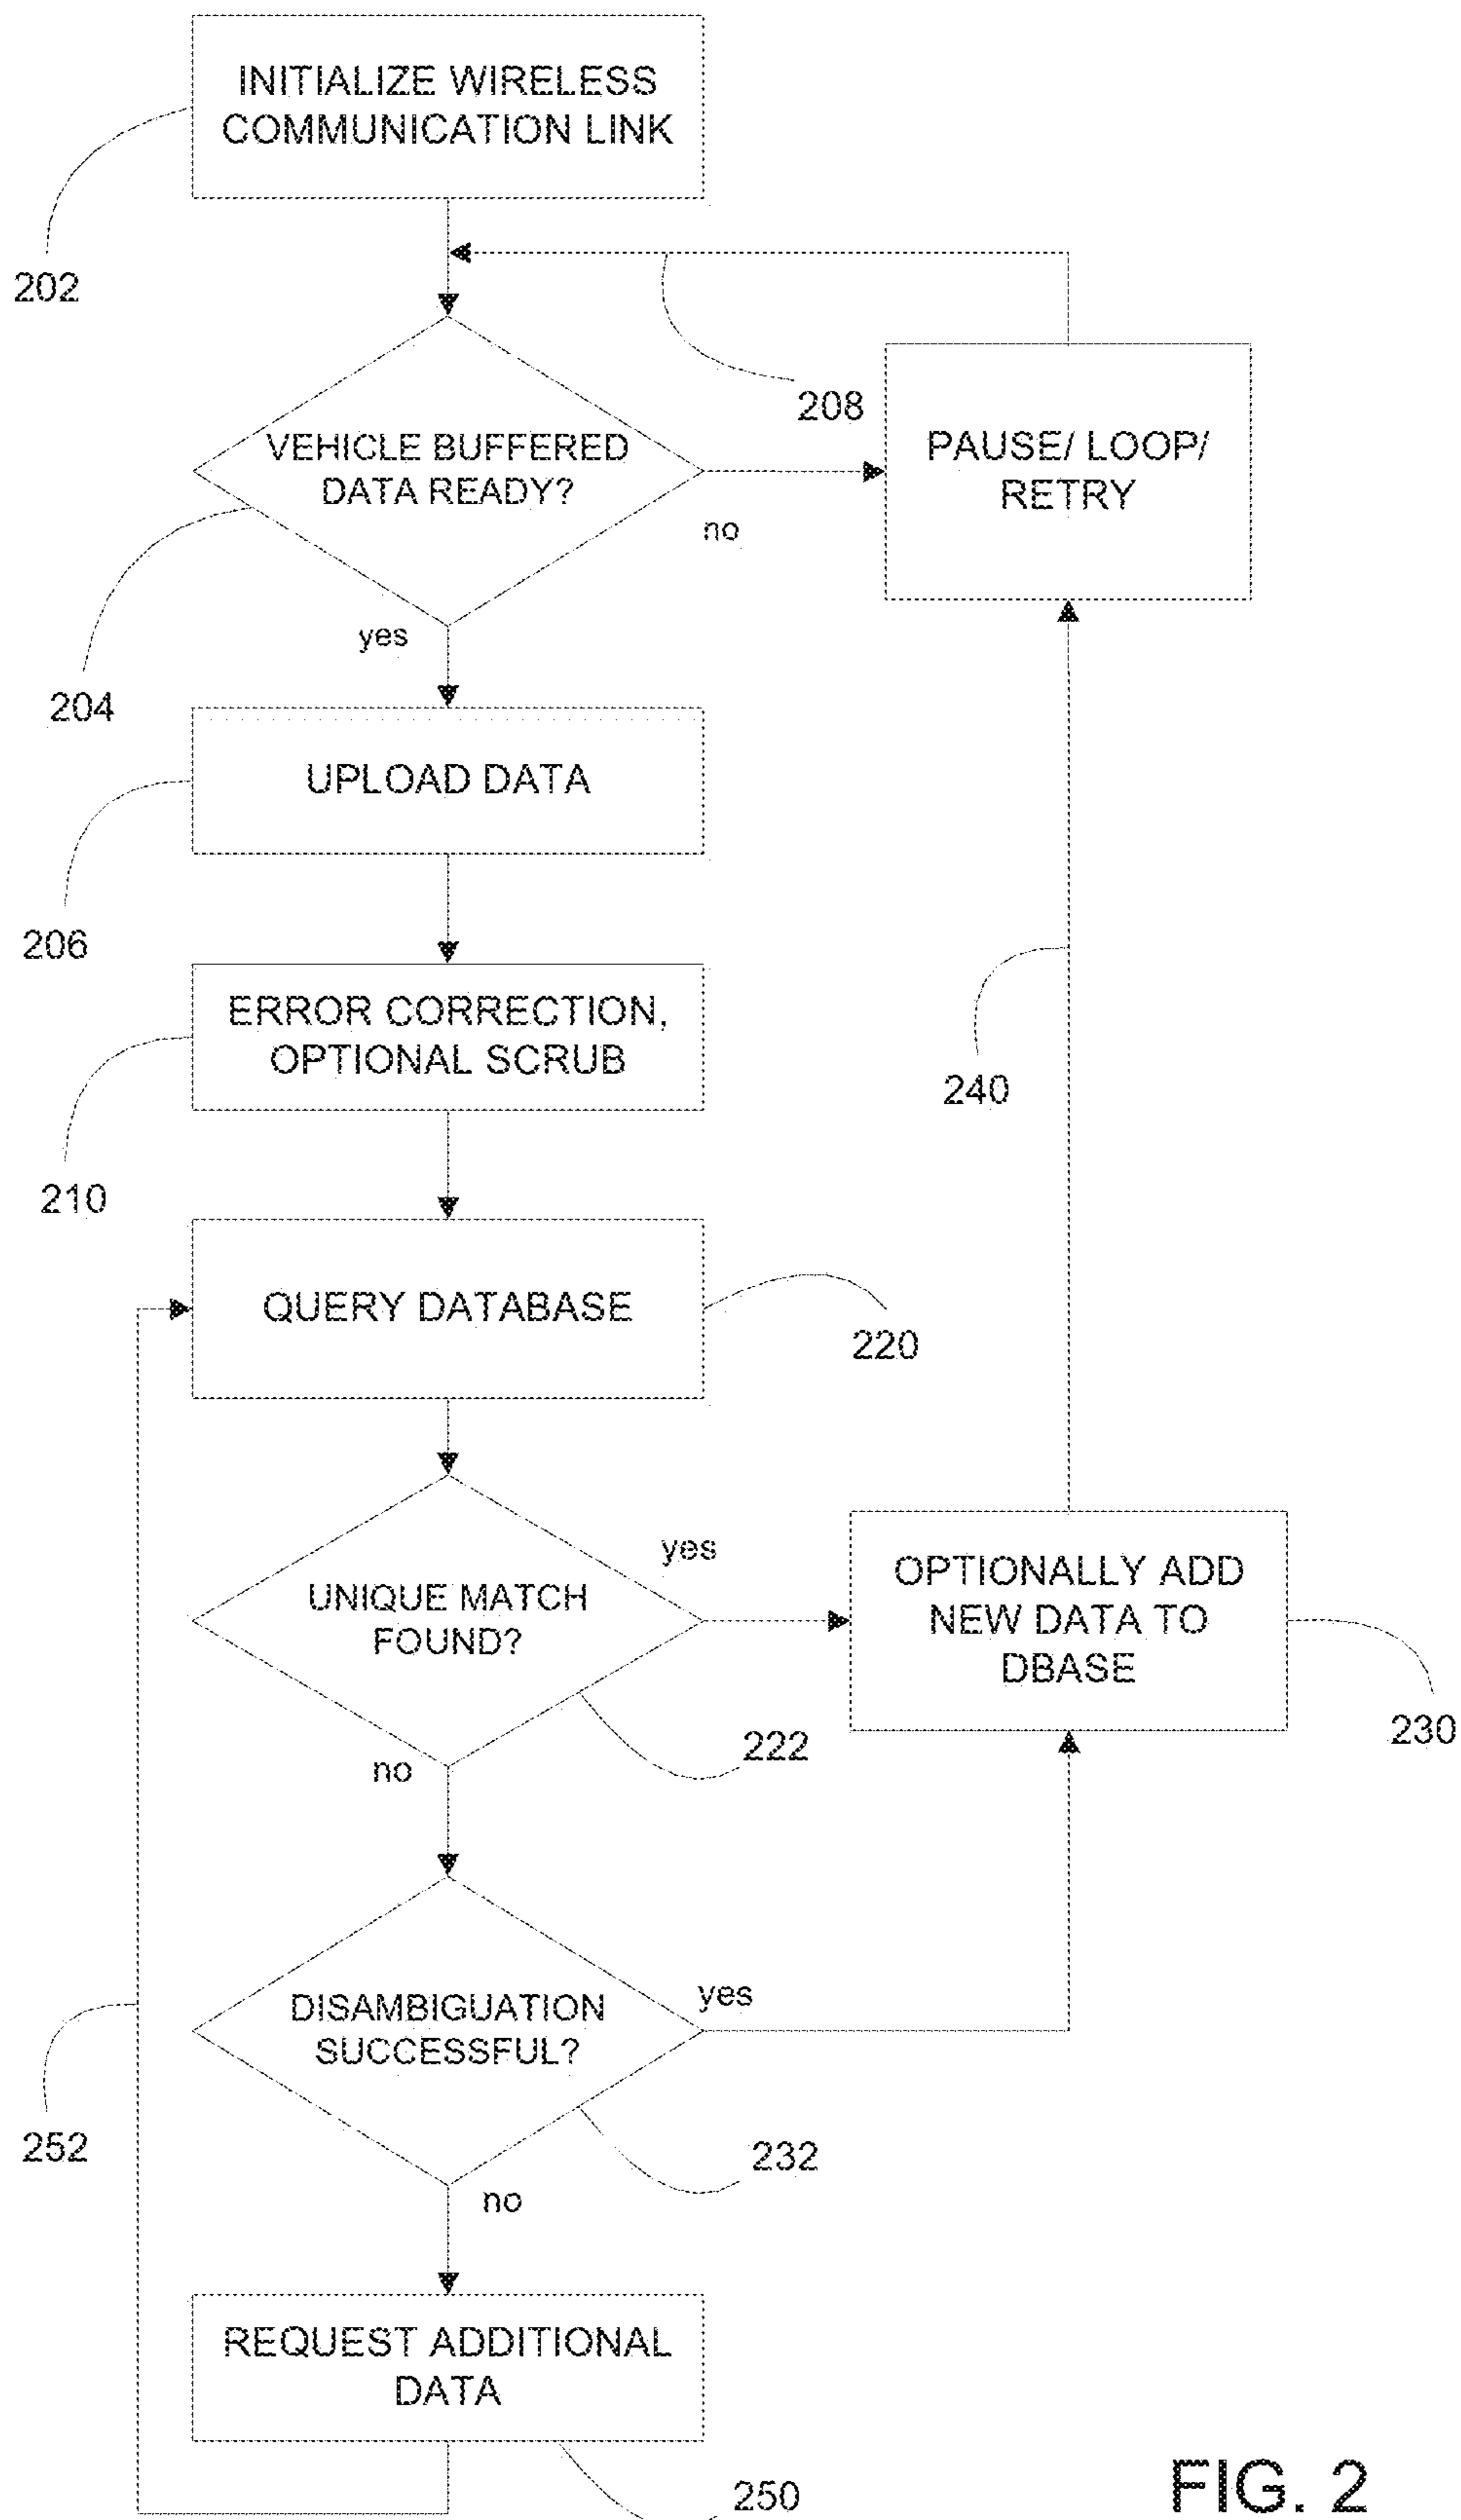 INITIALIZE WIRELESS
COMMUNICATION LINK
202
208
VEHICLE BUFFERED
DATA READY?
no
yes
PAUSE/ LOOP/
RETRY
204
UPLOAD DATA
206
ERROR CORRECTION,
OPTIONAL SCRUB
210
240
QUERY DATABASE
220
UNIQUE MATCH
FOUND?
yes
no
222
OPTIONALLY ADD
NEW DATA TO
DBASE
230
DISAMBIGUATION
SUCCESSFUL?
yes
no
232
252
REQUEST ADDITIONAL
DATA
250
FIG. 2